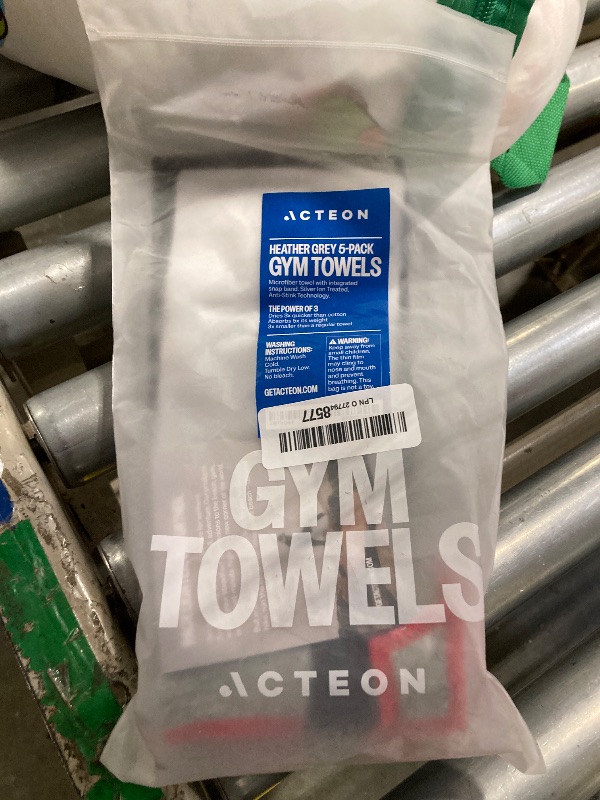 ACTEON
HEATHER GREY 5-PACK
GYM TOWELS
Microfiber towel with integrated
snap band. Silver Ion Treated,
Anti-Stink Technology.
THE POWER OF 3
Dries 3x quicker than cotton
Absorbs 5x its weight
3x smaller than a regular towel
WASHING
INSTRUCTIONS:
Machine Wash
Cold.
Tumble Dry Low.
No bleach.
GETACTEON.COM
WARNING!
Keep away from
small children.
The thin film
may cling to
nose and mouth
and prevent
breathing. This
bag is not a toy.
LPN O 27794
8577
GYM
TOWELS
ACTEON